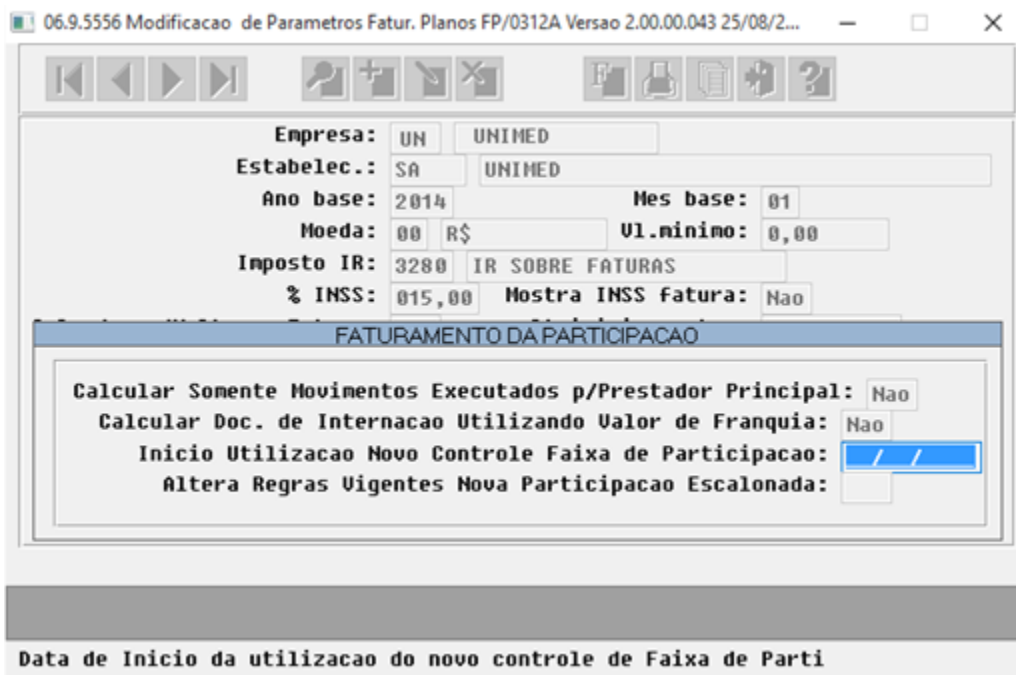 06.9.5556 Modificacao de Parametros Fatur. Planos FP/0312A Versao 2.00.00.043 25/08/2...
Empresa: UN UNIMED
Estabelec.: SA UNIMED
Ano base: 2014 Mes base: 01
Moeda: 00 R$ Vl.minimo: 0,00
Imposto IR: 3280 IR SOBRE FATURAS
% INSS: 015,00 Mostra INSS fatura: Nao
FATURAMENTO DA PARTICIPACAO
Calcular Somente Movimentos Executados p/Prestador Principal: Nao
Calcular Doc. de Internacao Utilizando Valor de Franquia: Nao
Inicio Utilizacao Novo Controle Faixa de Participacao: / /
Altera Regras Vigentes Nova Participacao Escalonada:
Data de Inicio da utilizacao do novo controle de Faixa de Parti